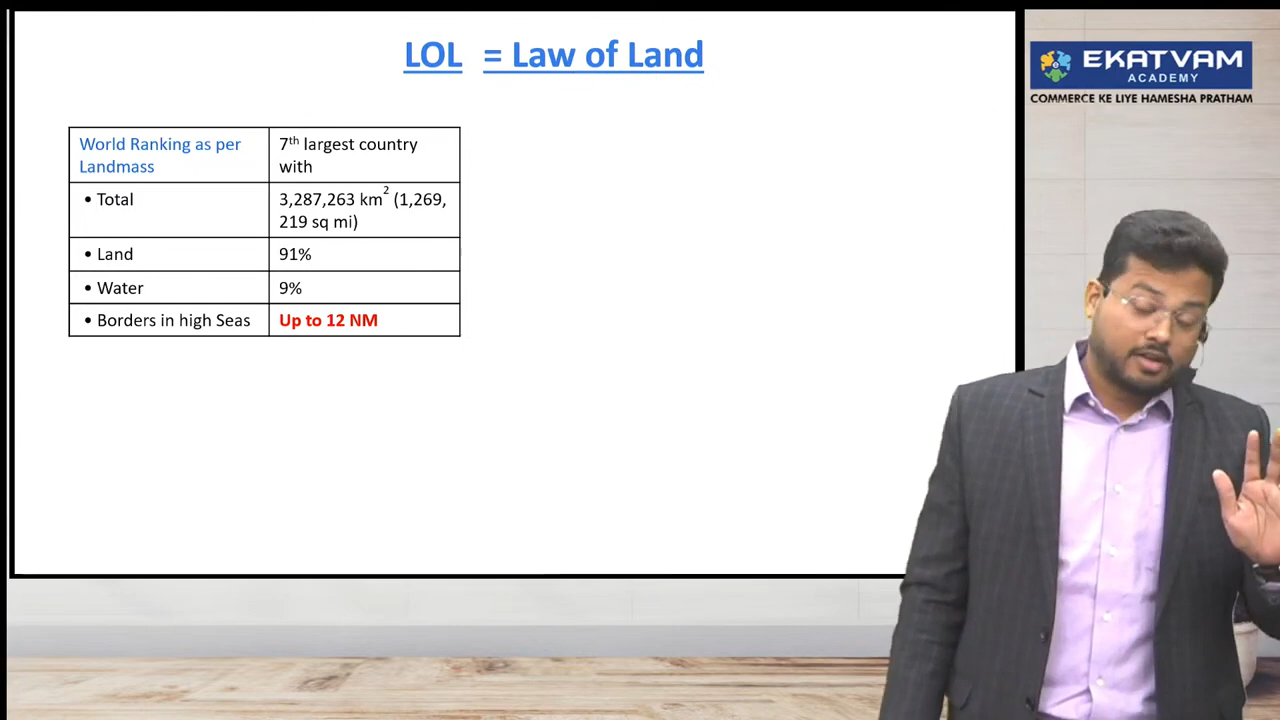 LOL = Law of Land
World Ranking as per
Landmass
7th largest country
with
• Total
3,287,263 km2 (1,269,
219 sq mi)
• Land
91%
• Water
9%
• Borders in high Seas
Up to 12 NM
EKATVAM
ACADEMY
COMMERCE KE LIYE HAMESHA PRATHAM